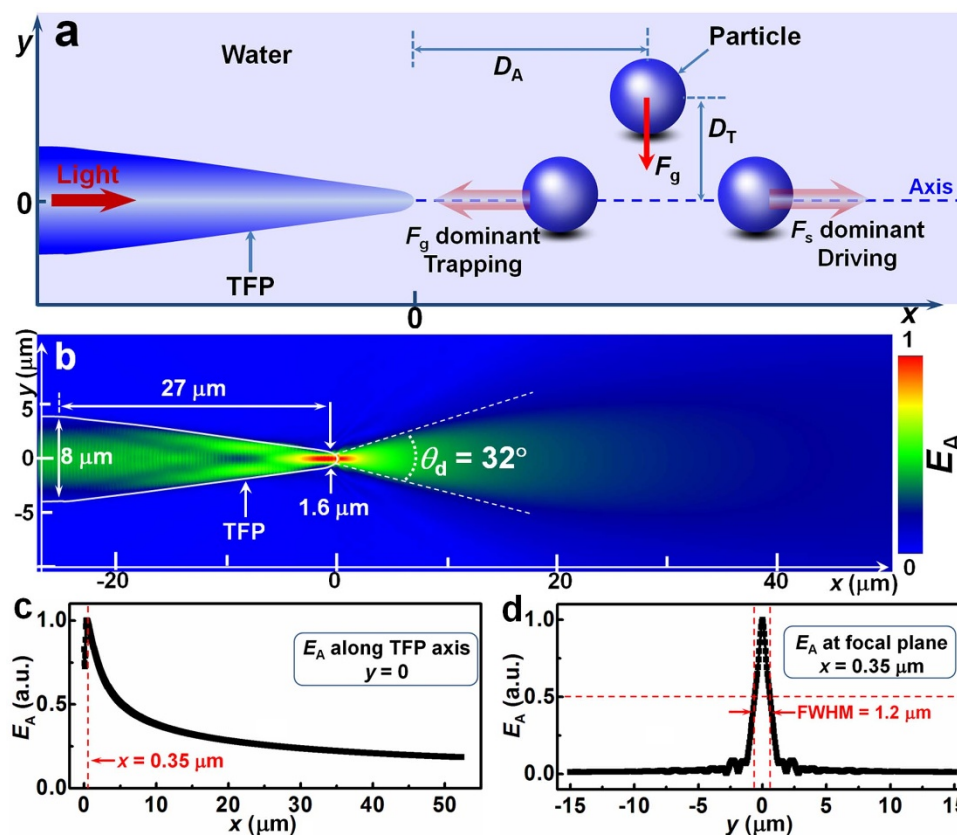 a
y
Water
D_A
Particle
D_T
F_g
Light
0
Axis
F_g dominant
Trapping
F_s dominant
Driving
TFP
0
x
b
y (μm)
27 μm
5
0
-5
8 μm
θ_d = 32°
1.6 μm
TFP
-20
0
20
40
x (μm)
1
E_A
0
c
E_A (a.u.)
1.0
0.5
0.0
E_A along TFP axis
y = 0
x = 0.35 μm
0
10
20
30
40
50
x (μm)
d
E_A (a.u.)
1.0
0.5
0.0
E_A at focal plane
x = 0.35 μm
FWHM = 1.2 μm
-15
-10
-5
0
5
10
15
y (μm)